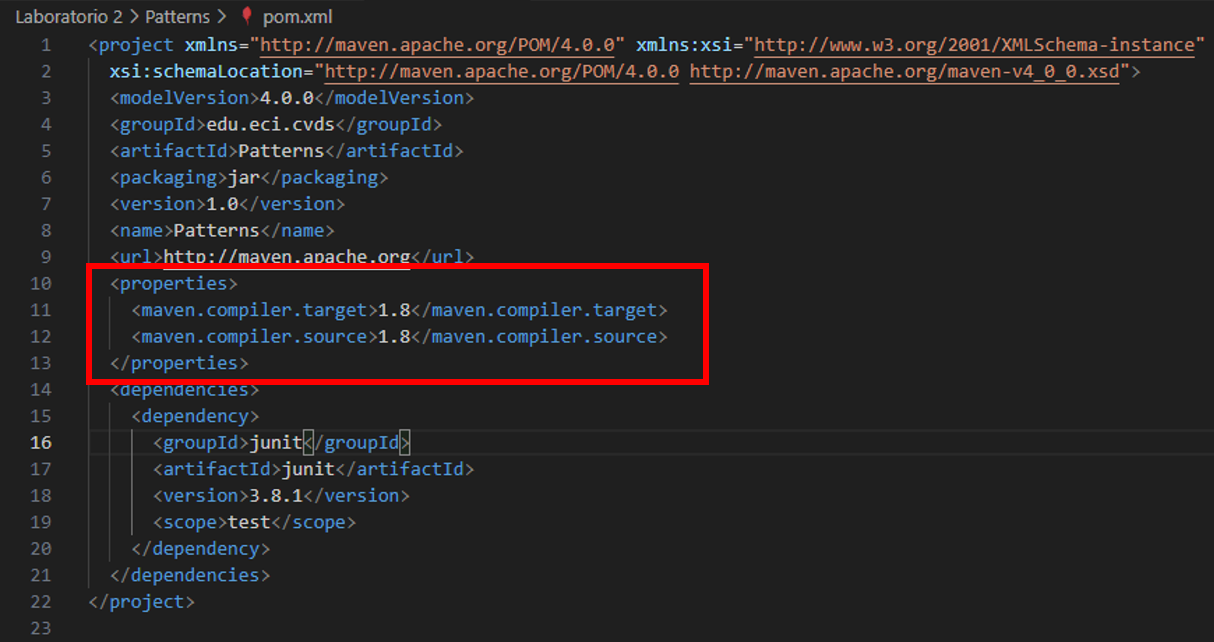 Laboratorio 2 > Patterns > pom.xml
1 <project xmlns="http://maven.apache.org/POM/4.0.0" xmlns:xsi="http://www.w3.org/2001/XMLSchema-instance"
2 xsi:schemaLocation="http://maven.apache.org/POM/4.0.0 http://maven.apache.org/maven-v4_0_0.xsd">
3 <modelVersion>4.0.0</modelVersion>
4 <groupId>edu.eci.cvds</groupId>
5 <artifactId>Patterns</artifactId>
6 <packaging>jar</packaging>
7 <version>1.0</version>
8 <name>Patterns</name>
9 <url>http://maven.apache.org</url>
10 <properties>
11 <maven.compiler.target>1.8</maven.compiler.target>
12 <maven.compiler.source>1.8</maven.compiler.source>
13 </properties>
14 <dependencies>
15 <dependency>
16 <groupId>junit</groupId>
17 <artifactId>junit</artifactId>
18 <version>3.8.1</version>
19 <scope>test</scope>
20 </dependency>
21 </dependencies>
22 </project>
23